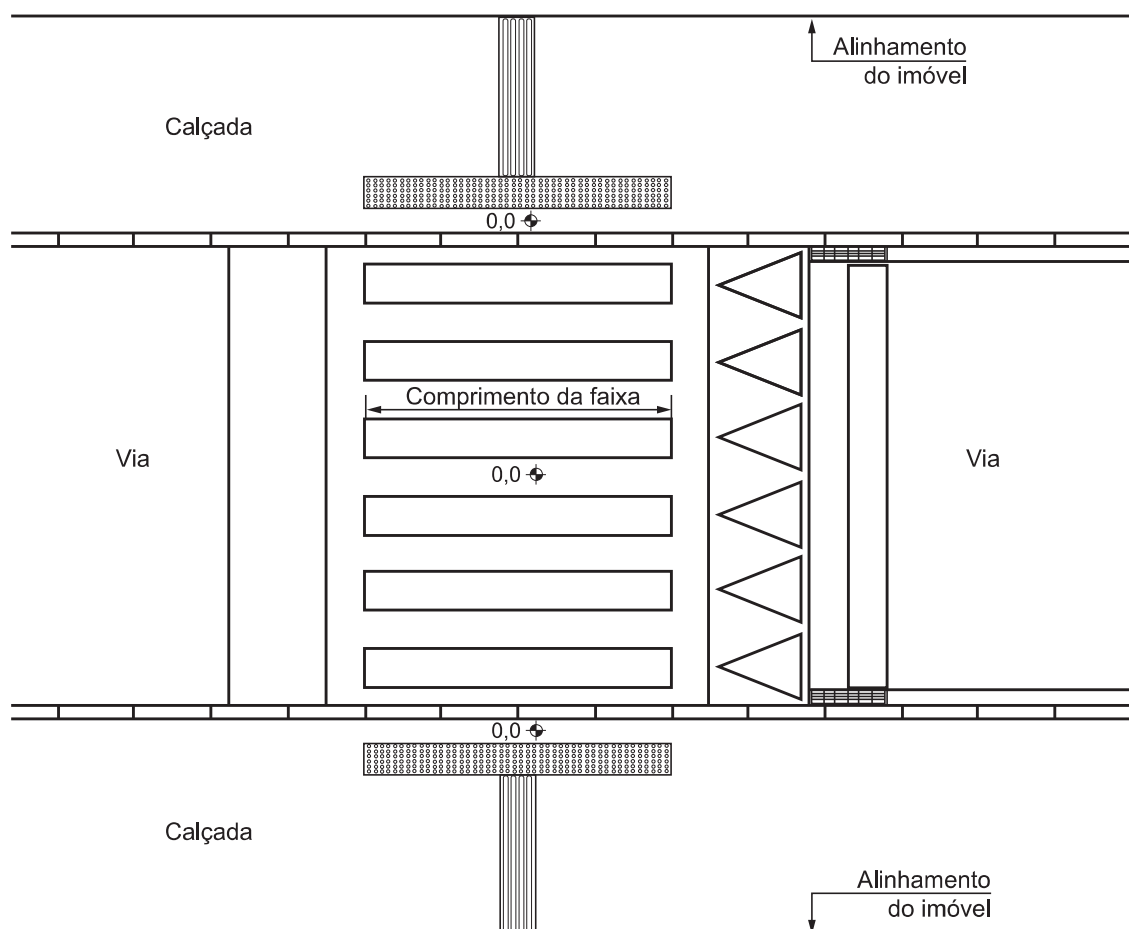 Alinhamento
do imóvel
Calçada
0,0
Comprimento da faixa
Via
0,0
Via
0,0
Calçada
Alinhamento
do imóvel